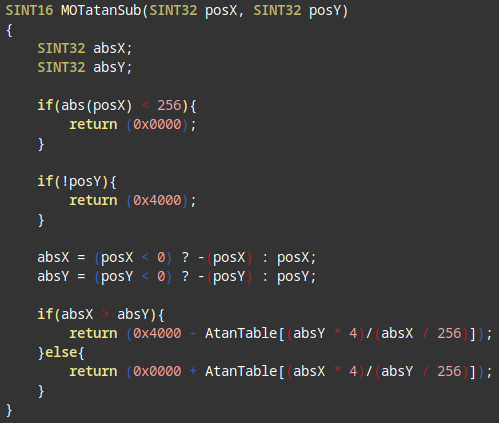 SINT16 MOTatanSub(SINT32 posX, SINT32 posY)
{
    SINT32 absX;
    SINT32 absY;

    if(abs(posX) < 256){
        return (0x0000);
    }

    if(!posY){
        return (0x4000);
    }

    absX = (posX < 0) ? -(posX) : posX;
    absY = (posY < 0) ? -(posY) : posY;

    if(absX > absY){
        return (0x4000 - AtanTable[(absY * 4)/(absX / 256)]);
    }else{
        return (0x0000 + AtanTable[(absX * 4)/(absY / 256)]);
    }
}